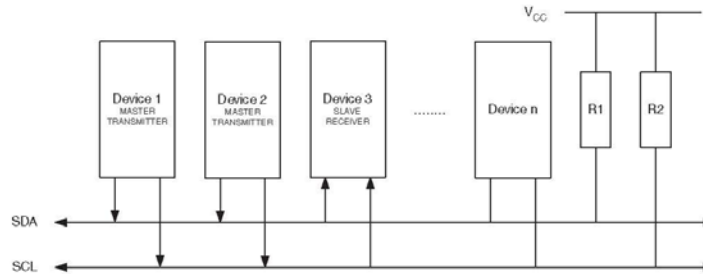 VCC
Device 1
MASTER
TRANSMITTER
Device 2
MASTER
TRANSMITTER
Device 3
SLAVE
RECEIVER
........
Device n
R1
R2
SDA
SCL